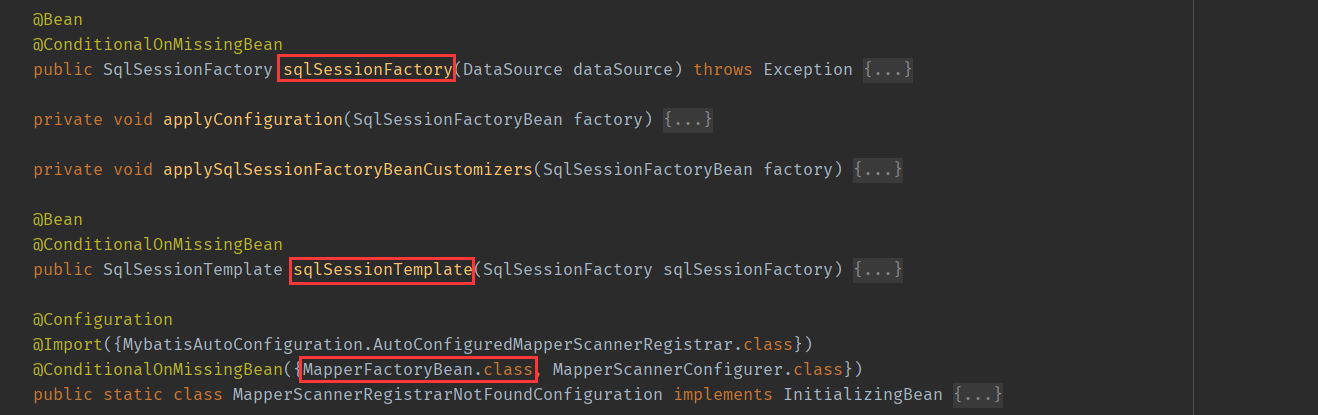 @Bean
@ConditionalOnMissingBean
public SqlSessionFactory sqlSessionFactory(DataSource dataSource) throws Exception {...}
private void applyConfiguration(SqlSessionFactoryBean factory) {...}
private void applySqlSessionFactoryBeanCustomizers(SqlSessionFactoryBean factory) {...}
@Bean
@ConditionalOnMissingBean
public SqlSessionTemplate sqlSessionTemplate(SqlSessionFactory sqlSessionFactory) {...}
@Configuration
@Import({MybatisAutoConfiguration.AutoConfiguredMapperScannerRegistrar.class})
@ConditionalOnMissingBean({MapperFactoryBean.class, MapperScannerConfigurer.class})
public static class MapperScannerRegistrarNotFoundConfiguration implements InitializingBean {...}